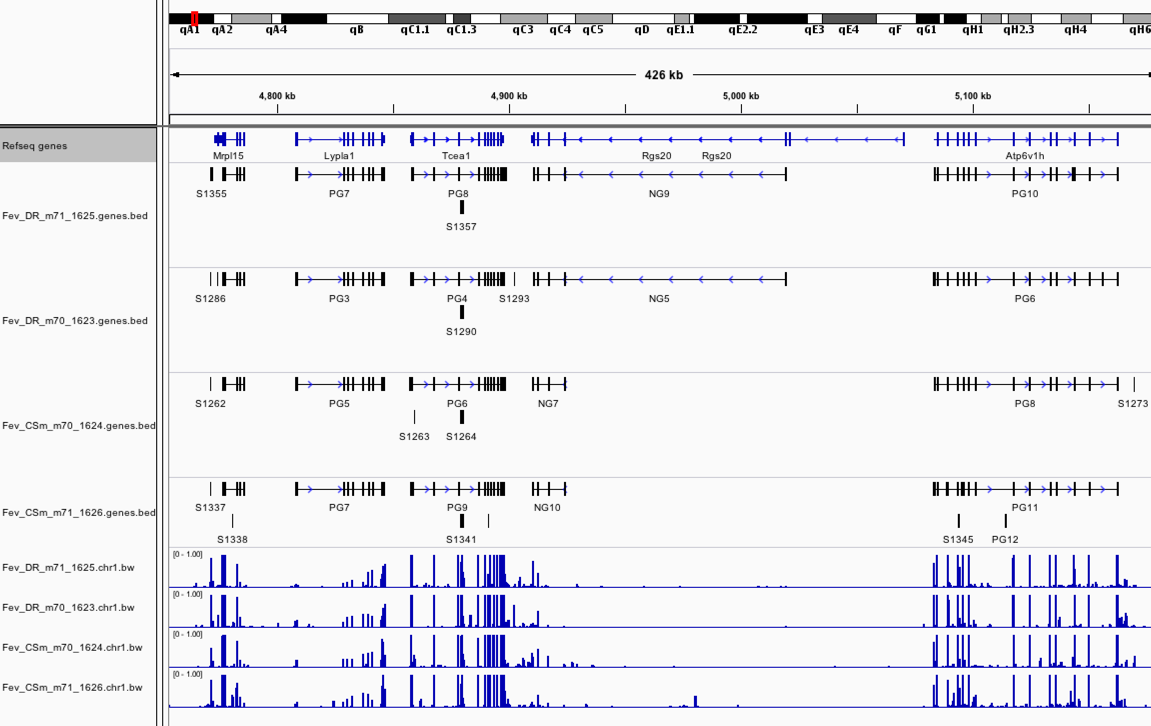 qA1 qA2 qA4 qB qC1.1 qC1.3 qC3 qC4 qC5 qD qE1.1 qE2.2 qE3 qE4 qF qG1 qH1 qH2.3 qH4 qH6
426 kb
4,800 kb 4,900 kb 5,000 kb 5,100 kb
Refseq genes
Mrpl15 Lypla1 Tcea1 Rgs20 Rgs20 Atp6v1h
S1355 PG7 PG8 NG9 PG10
Fev_DR_m71_1625.genes.bed
S1357
S1286 PG3 PG4 S1293 NG5 PG6
Fev_DR_m70_1623.genes.bed
S1290
S1262 PG5 PG6 NG7 PG8 S1273
Fev_CSm_m70_1624.genes.bed
S1263 S1264
S1337 PG7 PG9 NG10 PG11
Fev_CSm_m71_1626.genes.bed
S1338 S1341 S1345 PG12
[0 - 1.00]
Fev_DR_m71_1625.chr1.bw
[0 - 1.00]
Fev_DR_m70_1623.chr1.bw
[0 - 1.00]
Fev_CSm_m70_1624.chr1.bw
[0 - 1.00]
Fev_CSm_m71_1626.chr1.bw